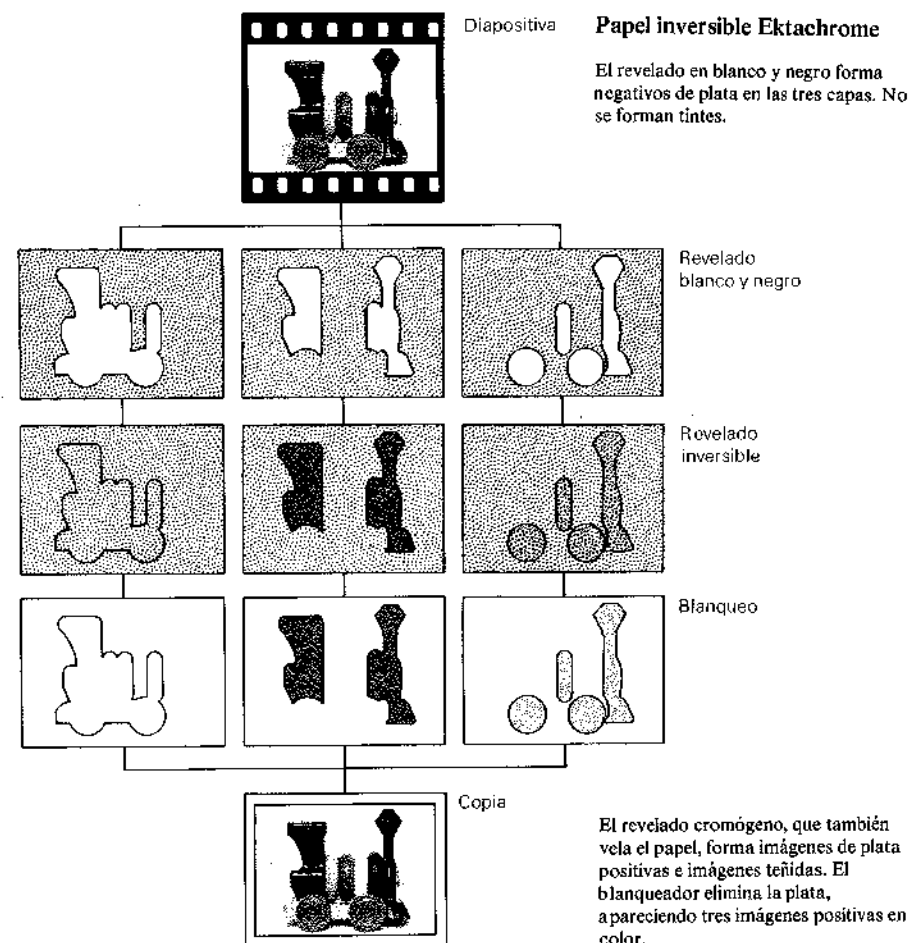 Diapositiva
Papel inversible Ektachrome
El revelado en blanco y negro forma
negativos de plata en las tres capas. No
se forman tintes.
Revelado
blanco y negro
Revelado
inversible
Blanqueo
Copia
El revelado cromógeno, que también
vela el papel, forma imágenes de plata
positivas e imágenes teñidas. El
blanqueador elimina la plata,
apareciendo tres imágenes positivas en
color.